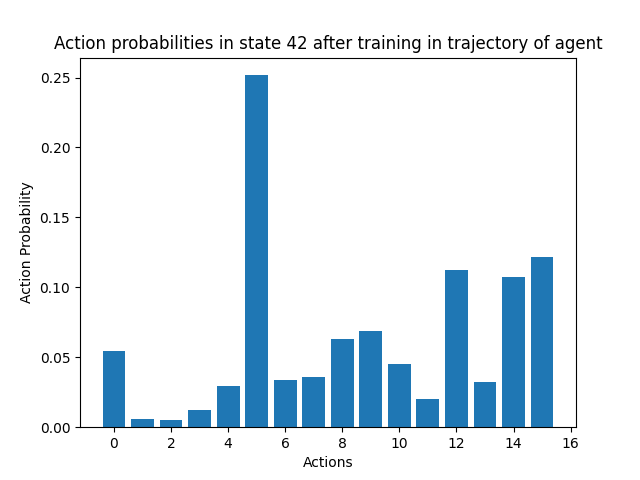 Action probabilities in state 42 after training in trajectory of agent
0.25
0.20
0.15
0.10
0.05
0.00
Action Probability
0 2 4 6 8 10 12 14 16
Actions